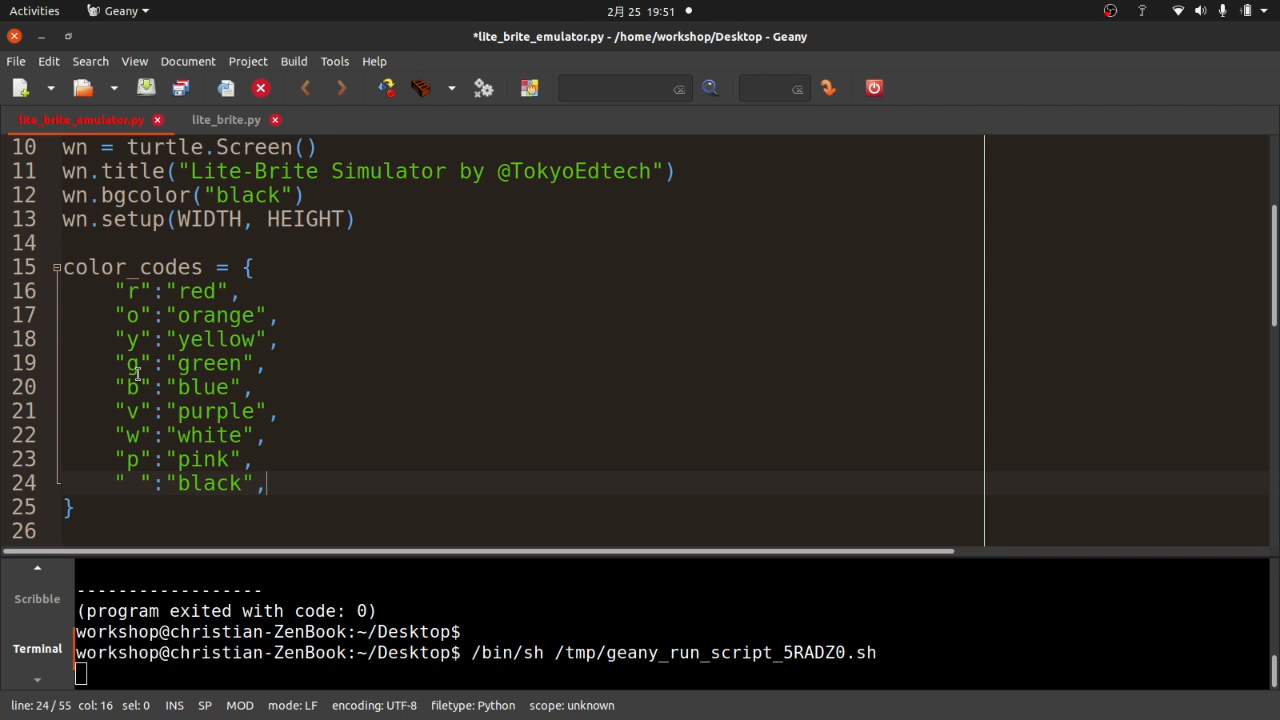 Activities
Geany
2月 25 19:51
*lite_brite_emulator.py - /home/workshop/Desktop - Geany
File Edit Search View Document Project Build Tools Help
lite_brite_emulator.py lite_brite.py
10 wn = turtle.Screen()
11 wn.title("Lite-Brite Simulator by @TokyoEdtech")
12 wn.bgcolor("black")
13 wn.setup(WIDTH, HEIGHT)
14
15 color_codes = {
16 "r":"red",
17 "o":"orange",
18 "y":"yellow",
19 "g":"green",
20 "b":"blue",
21 "v":"purple",
22 "w":"white",
23 "p":"pink",
24 " ":"black",
25 }
26
Scribble
Terminal
------------------
(program exited with code: 0)
workshop@christian-ZenBook:~/Desktop$
workshop@christian-ZenBook:~/Desktop$ /bin/sh /tmp/geany_run_script_5RADZ0.sh
line: 24 / 55 col: 16 sel: 0 INS SP MOD mode: LF encoding: UTF-8 filetype: Python scope: unknown